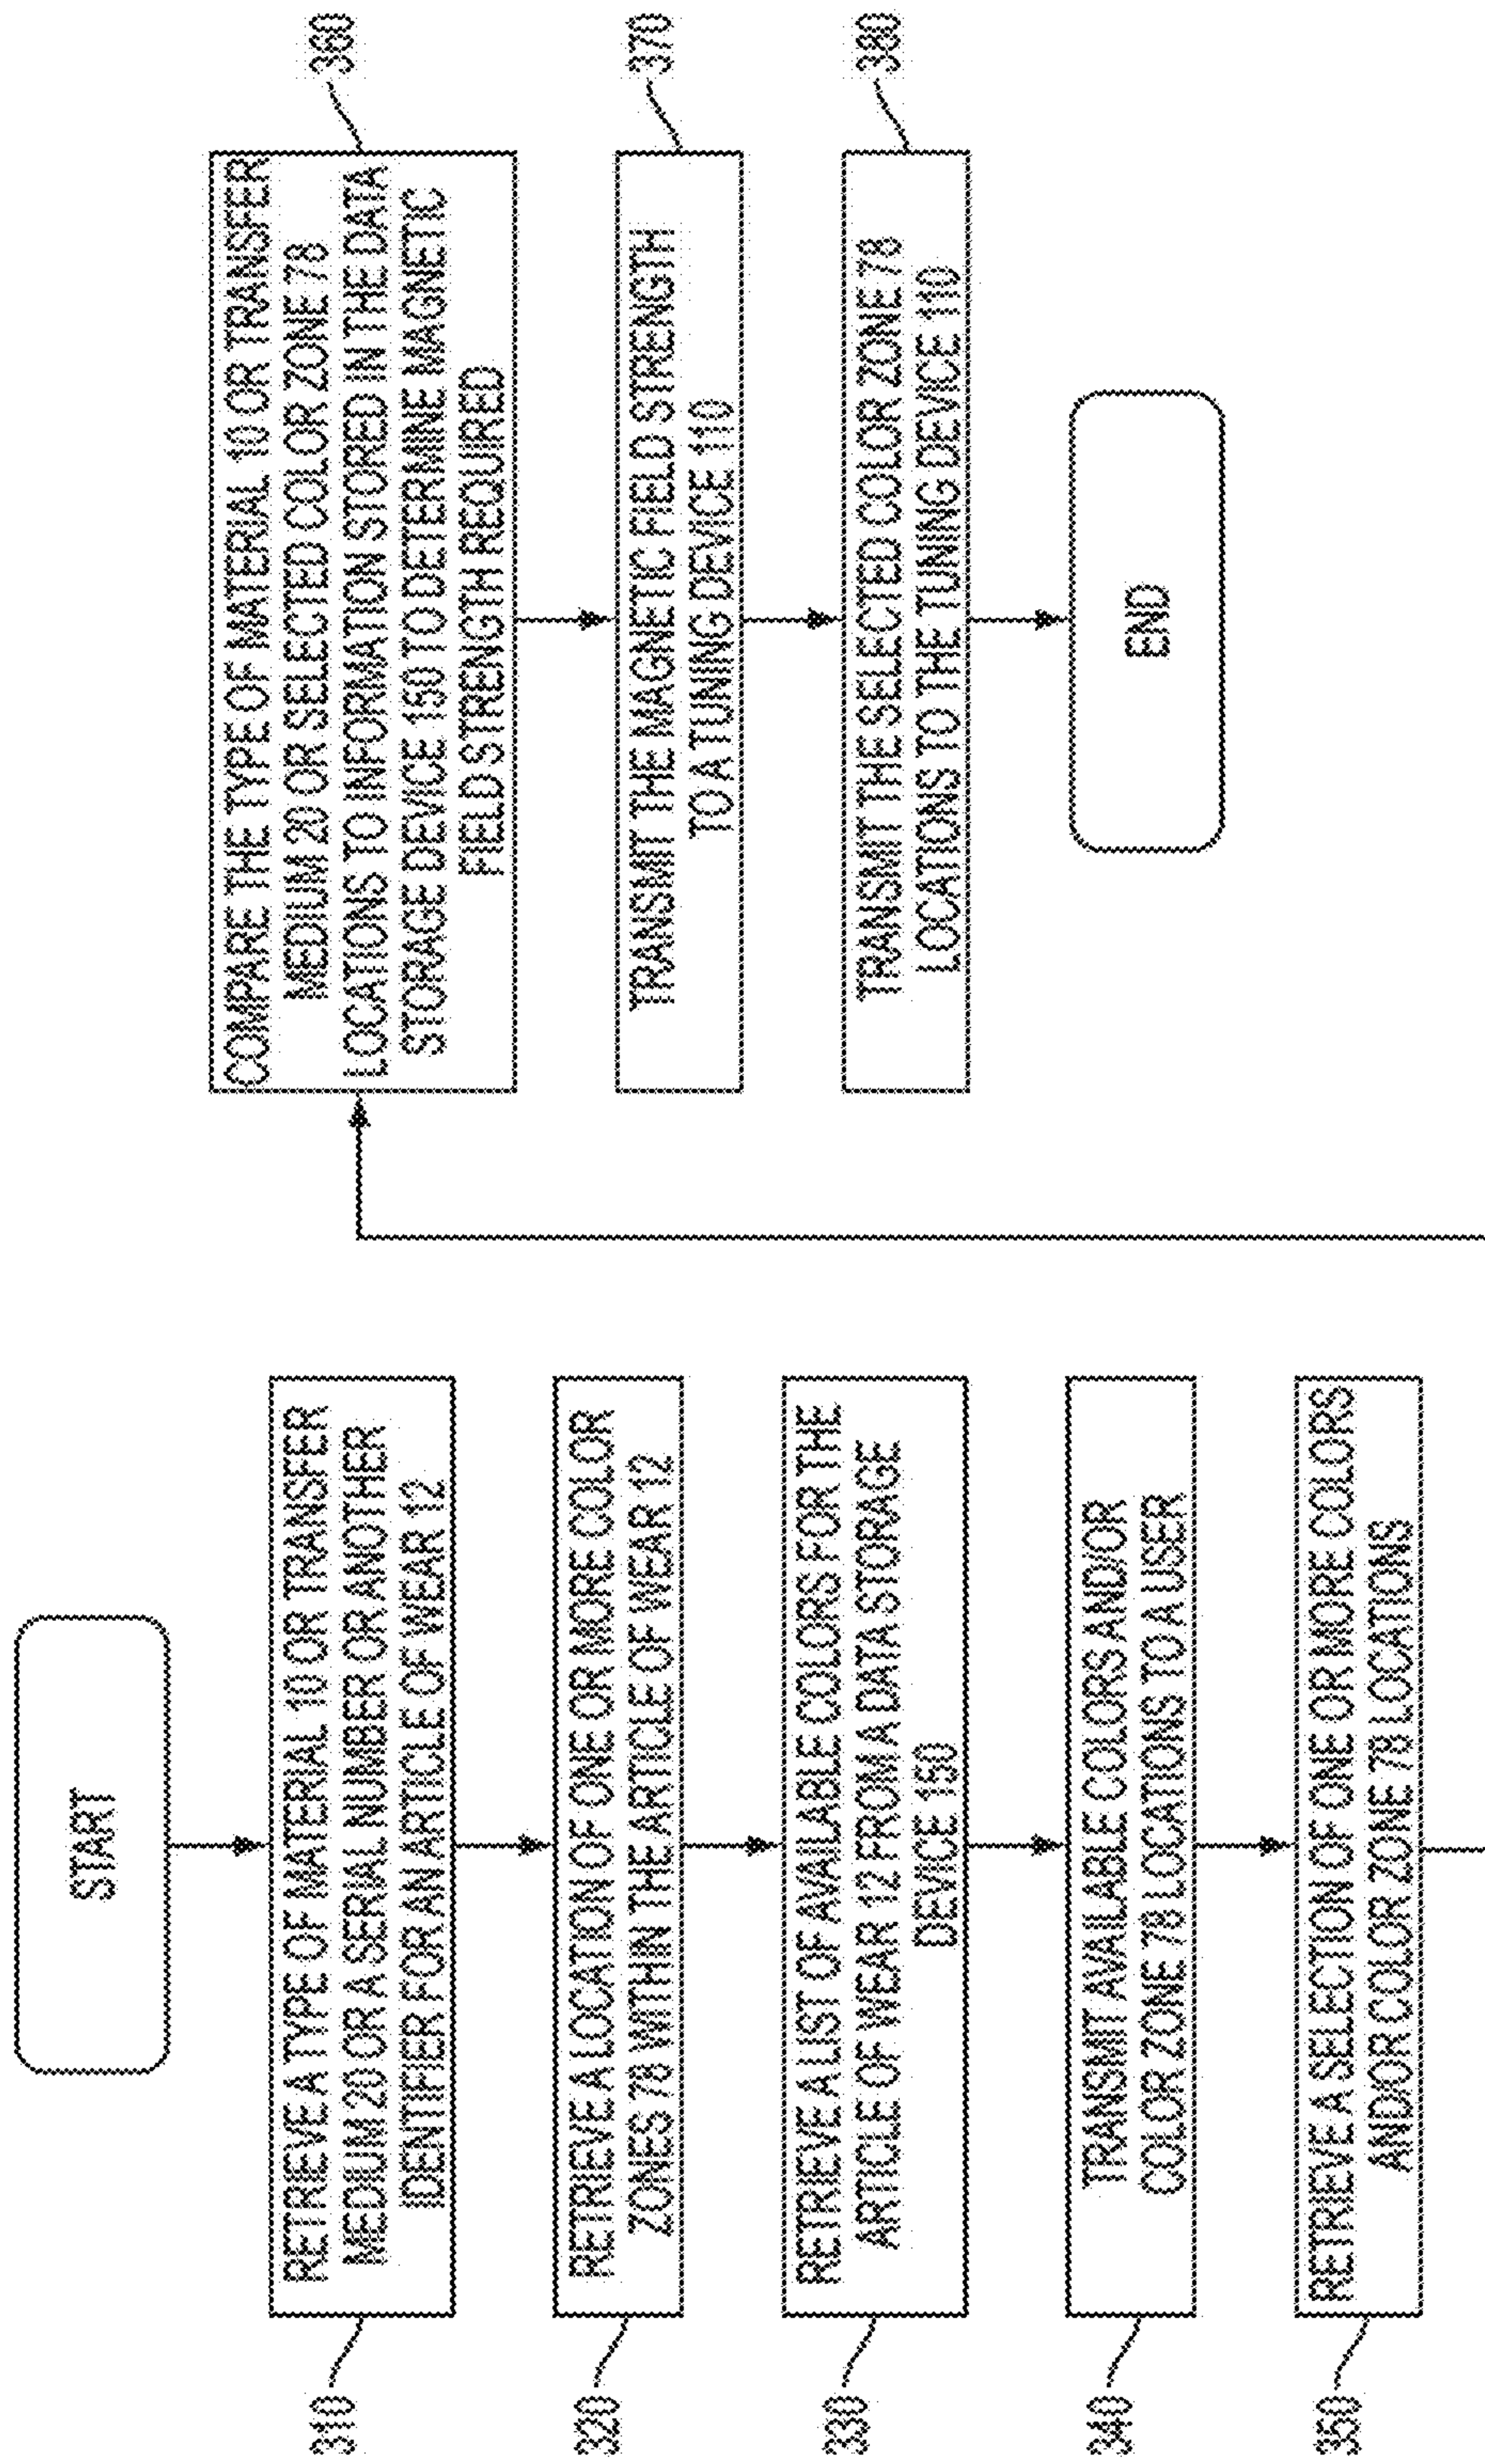 START
310
RETRIEVE A TYPE OF MATERIAL 10 OR TRANSFER
MEDIUM 20 OR A SERIAL NUMBER OR ANOTHER
IDENTIFIER FOR AN ARTICLE OF WEAR 12
320
RETRIEVE A LOCATION OF ONE OR MORE COLOR
ZONES 78 WITHIN THE ARTICLE OF WEAR 12
330
RETRIEVE A LIST OF AVAILABLE COLORS FOR THE
ARTICLE OF WEAR 12 FROM A DATA STORAGE
DEVICE 150
340
TRANSMIT AVAILABLE COLORS AND/OR
COLOR ZONE 78 LOCATIONS TO A USER
350
RETRIEVE A SELECTION OF ONE OR MORE COLORS
AND/OR COLOR ZONE 78 LOCATIONS
360
COMPARE THE TYPE OF MATERIAL 10 OR TRANSFER
MEDIUM 20 OR SELECTED COLOR ZONE 78
LOCATIONS TO INFORMATION STORED IN THE DATA
STORAGE DEVICE 150 TO DETERMINE MAGNETIC
FIELD STRENGTH REQUIRED
370
TRANSMIT THE MAGNETIC FIELD STRENGTH
TO A TUNING DEVICE 110
380
TRANSMIT THE SELECTED COLOR ZONE 78
LOCATIONS TO THE TUNING DEVICE 110
END